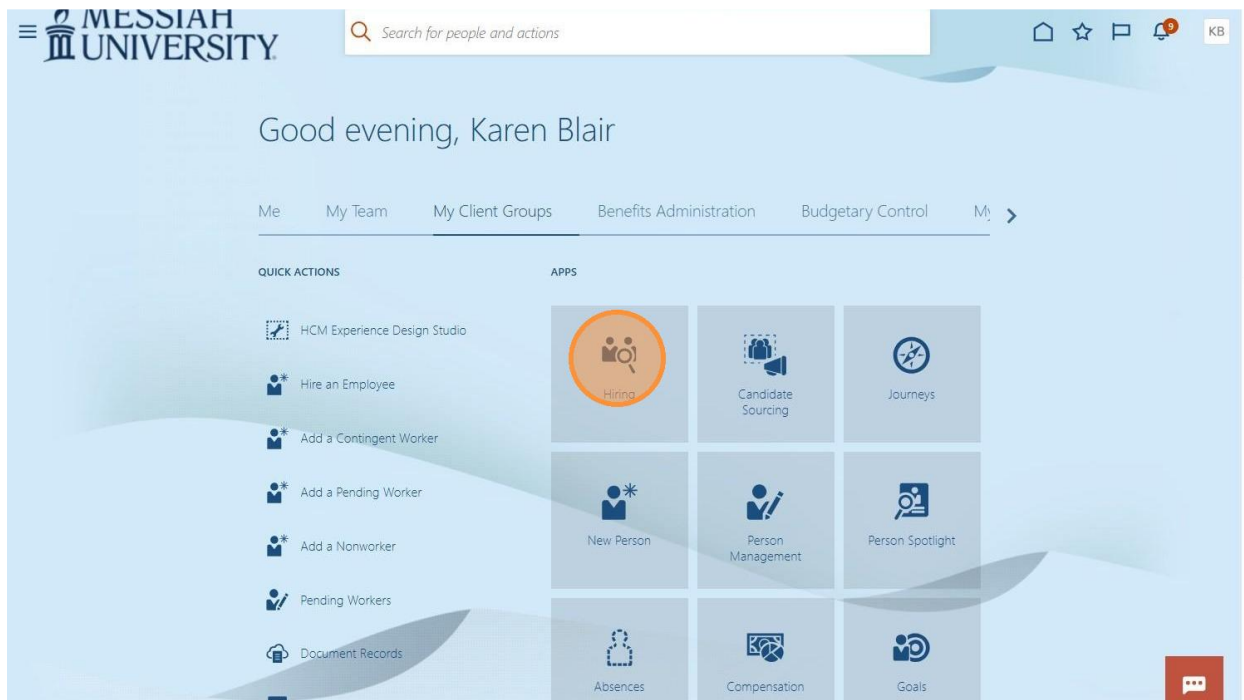 MESSIAH
UNIVERSITY.
Search for people and actions
9
KB
Good evening, Karen Blair
Me My Team My Client Groups Benefits Administration Budgetary Control
QUICK ACTIONS
APPS
HCM Experience Design Studio
Hire an Employee
Add a Contingent Worker
Add a Pending Worker
Add a Nonworker
Pending Workers
Document Records
Hiring
Candidate
Sourcing
Journeys
New Person
Person
Management
Person Spotlight
Absences
Compensation
Goals